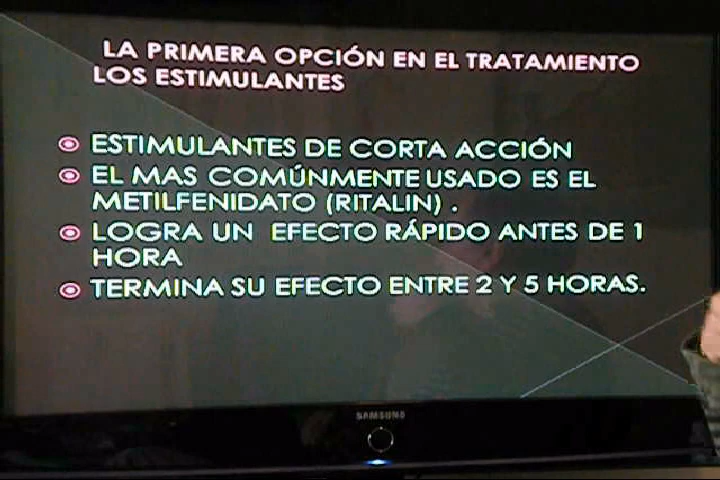 LA PRIMERA OPCIÓN EN EL TRATAMIENTO
LOS ESTIMULANTES
ESTIMULANTES DE CORTA ACCIÓN
EL MAS COMÚNMENTE USADO ES EL
METILFENIDATO (RITALIN) .
LOGRA UN EFECTO RÁPIDO ANTES DE 1
HORA
TERMINA SU EFECTO ENTRE 2 Y 5 HORAS.
SAMSUNG